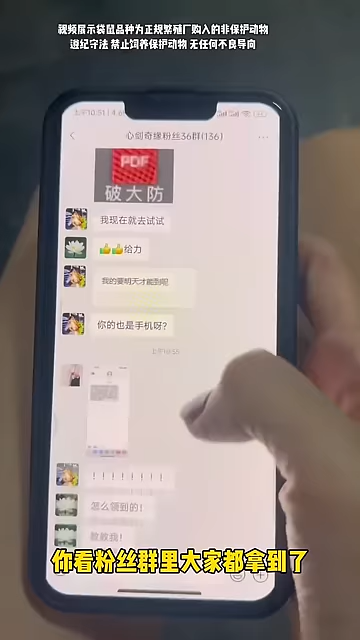 视频展示袋鼠品种为正规繁殖厂购入的非保护动物
遵纪守法 禁止饲养保护动物 无任何不良导向
心剑奇缘粉丝36群(136)
PDF
破大防
我现在就去试试
👍👍给力
我的要明天才能到呢
你的也是手机呀?
！！！！！！！
怎么领到的！
教教我！
你看粉丝群里大家都拿到了